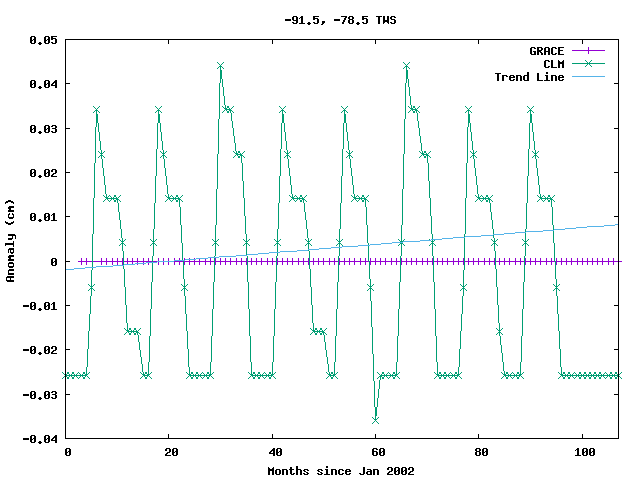 -91.5, -78.5 TWS
0.05
0.04
0.03
0.02
0.01
0
-0.01
-0.02
-0.03
-0.04
Anomaly (cm)
GRACE
CLM
Trend Line
0 20 40 60 80 100
Months since Jan 2002